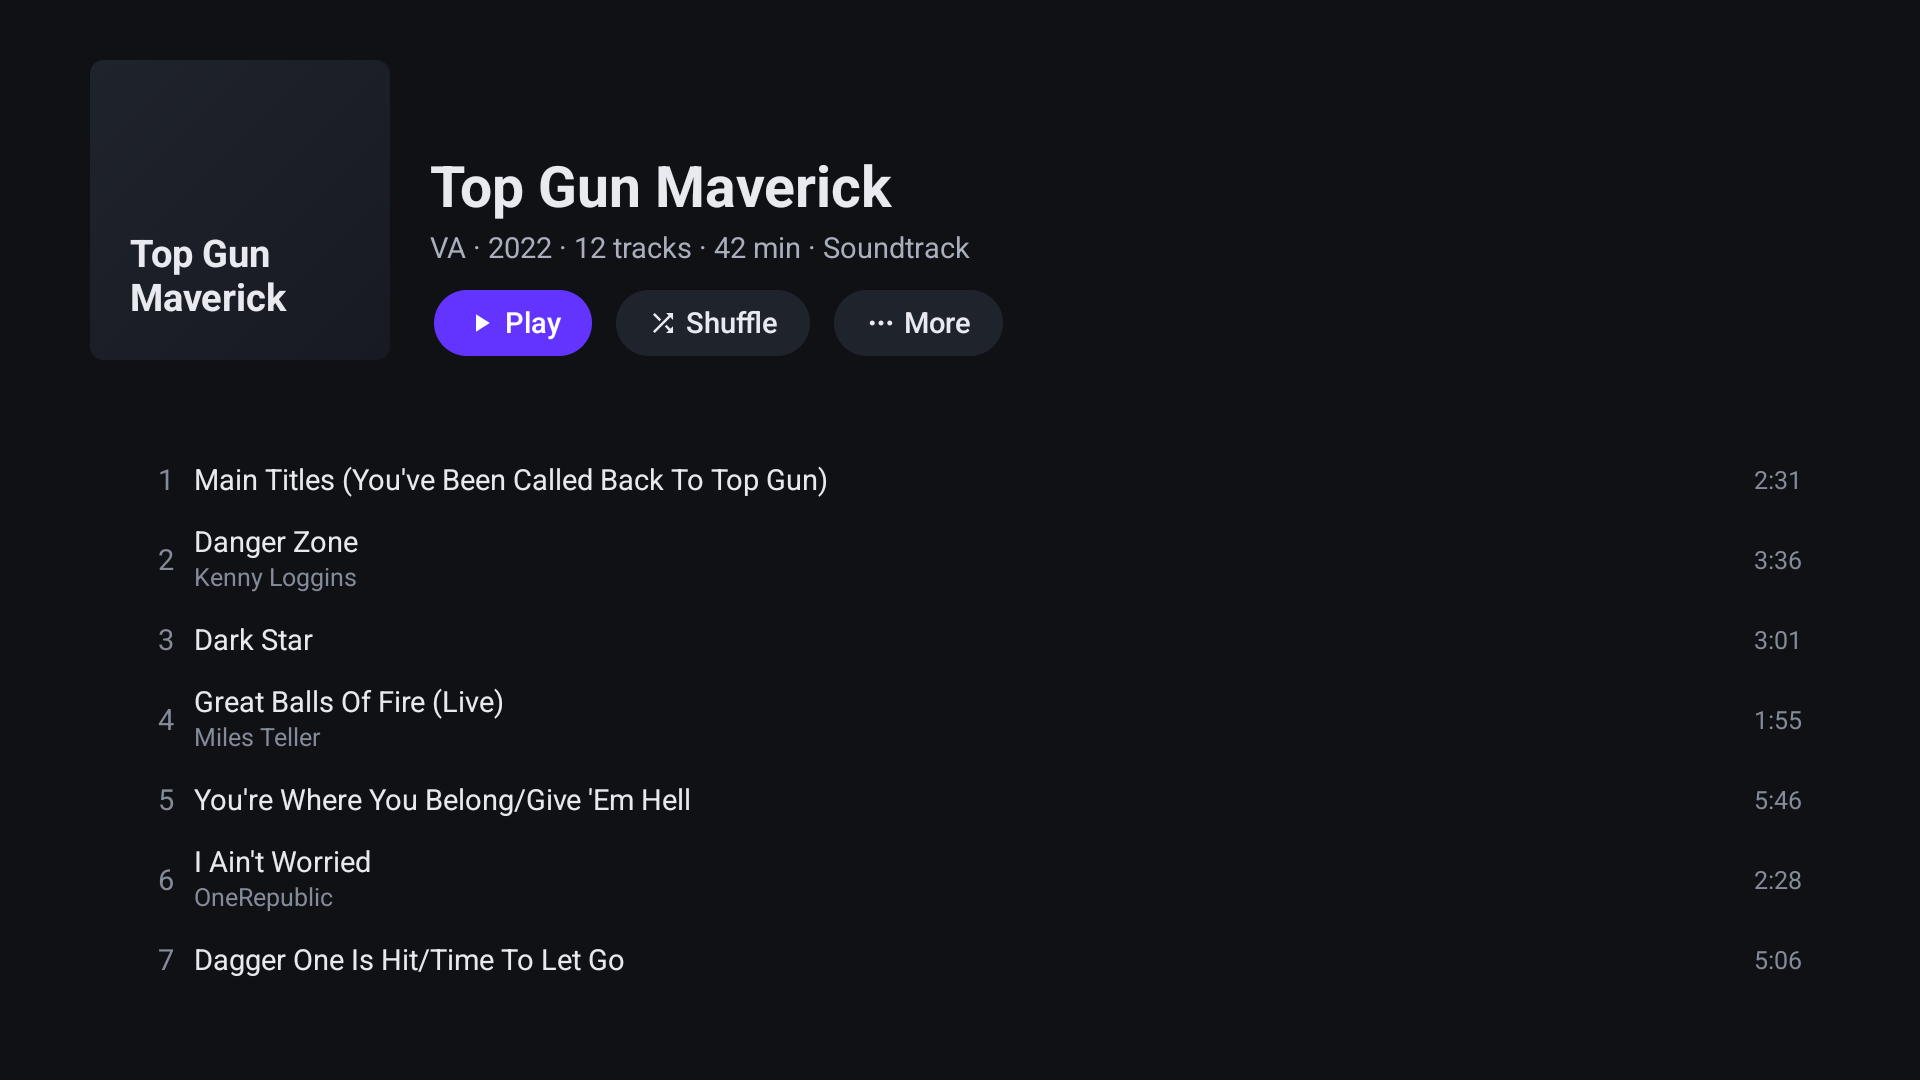 Top Gun
Maverick
Top Gun Maverick
VA · 2022 · 12 tracks · 42 min · Soundtrack
Play
Shuffle
More
1 Main Titles (You've Been Called Back To Top Gun) 2:31
2 Danger Zone 3:36
Kenny Loggins
3 Dark Star 3:01
4 Great Balls Of Fire (Live) 1:55
Miles Teller
5 You're Where You Belong/Give 'Em Hell 5:46
6 I Ain't Worried 2:28
OneRepublic
7 Dagger One Is Hit/Time To Let Go 5:06